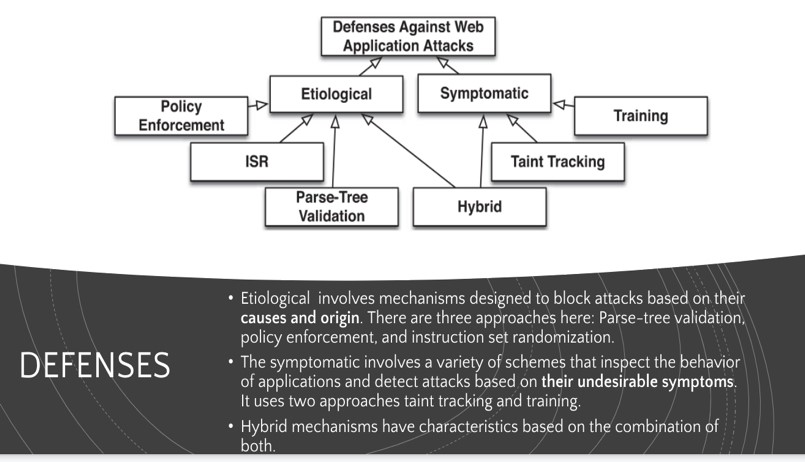 Defenses Against Web
Application Attacks
Etiological
Symptomatic
Policy
Enforcement
Training
ISR
Taint Tracking
Parse-Tree
Validation
Hybrid
DEFENSES
• Etiological involves mechanisms designed to block attacks based on their
causes and origin. There are three approaches here: Parse-tree validation,
policy enforcement, and instruction set randomization.
• The symptomatic involves a variety of schemes that inspect the behavior
of applications and detect attacks based on their undesirable symptoms.
It uses two approaches taint tracking and training.
• Hybrid mechanisms have characteristics based on the combination of
both.